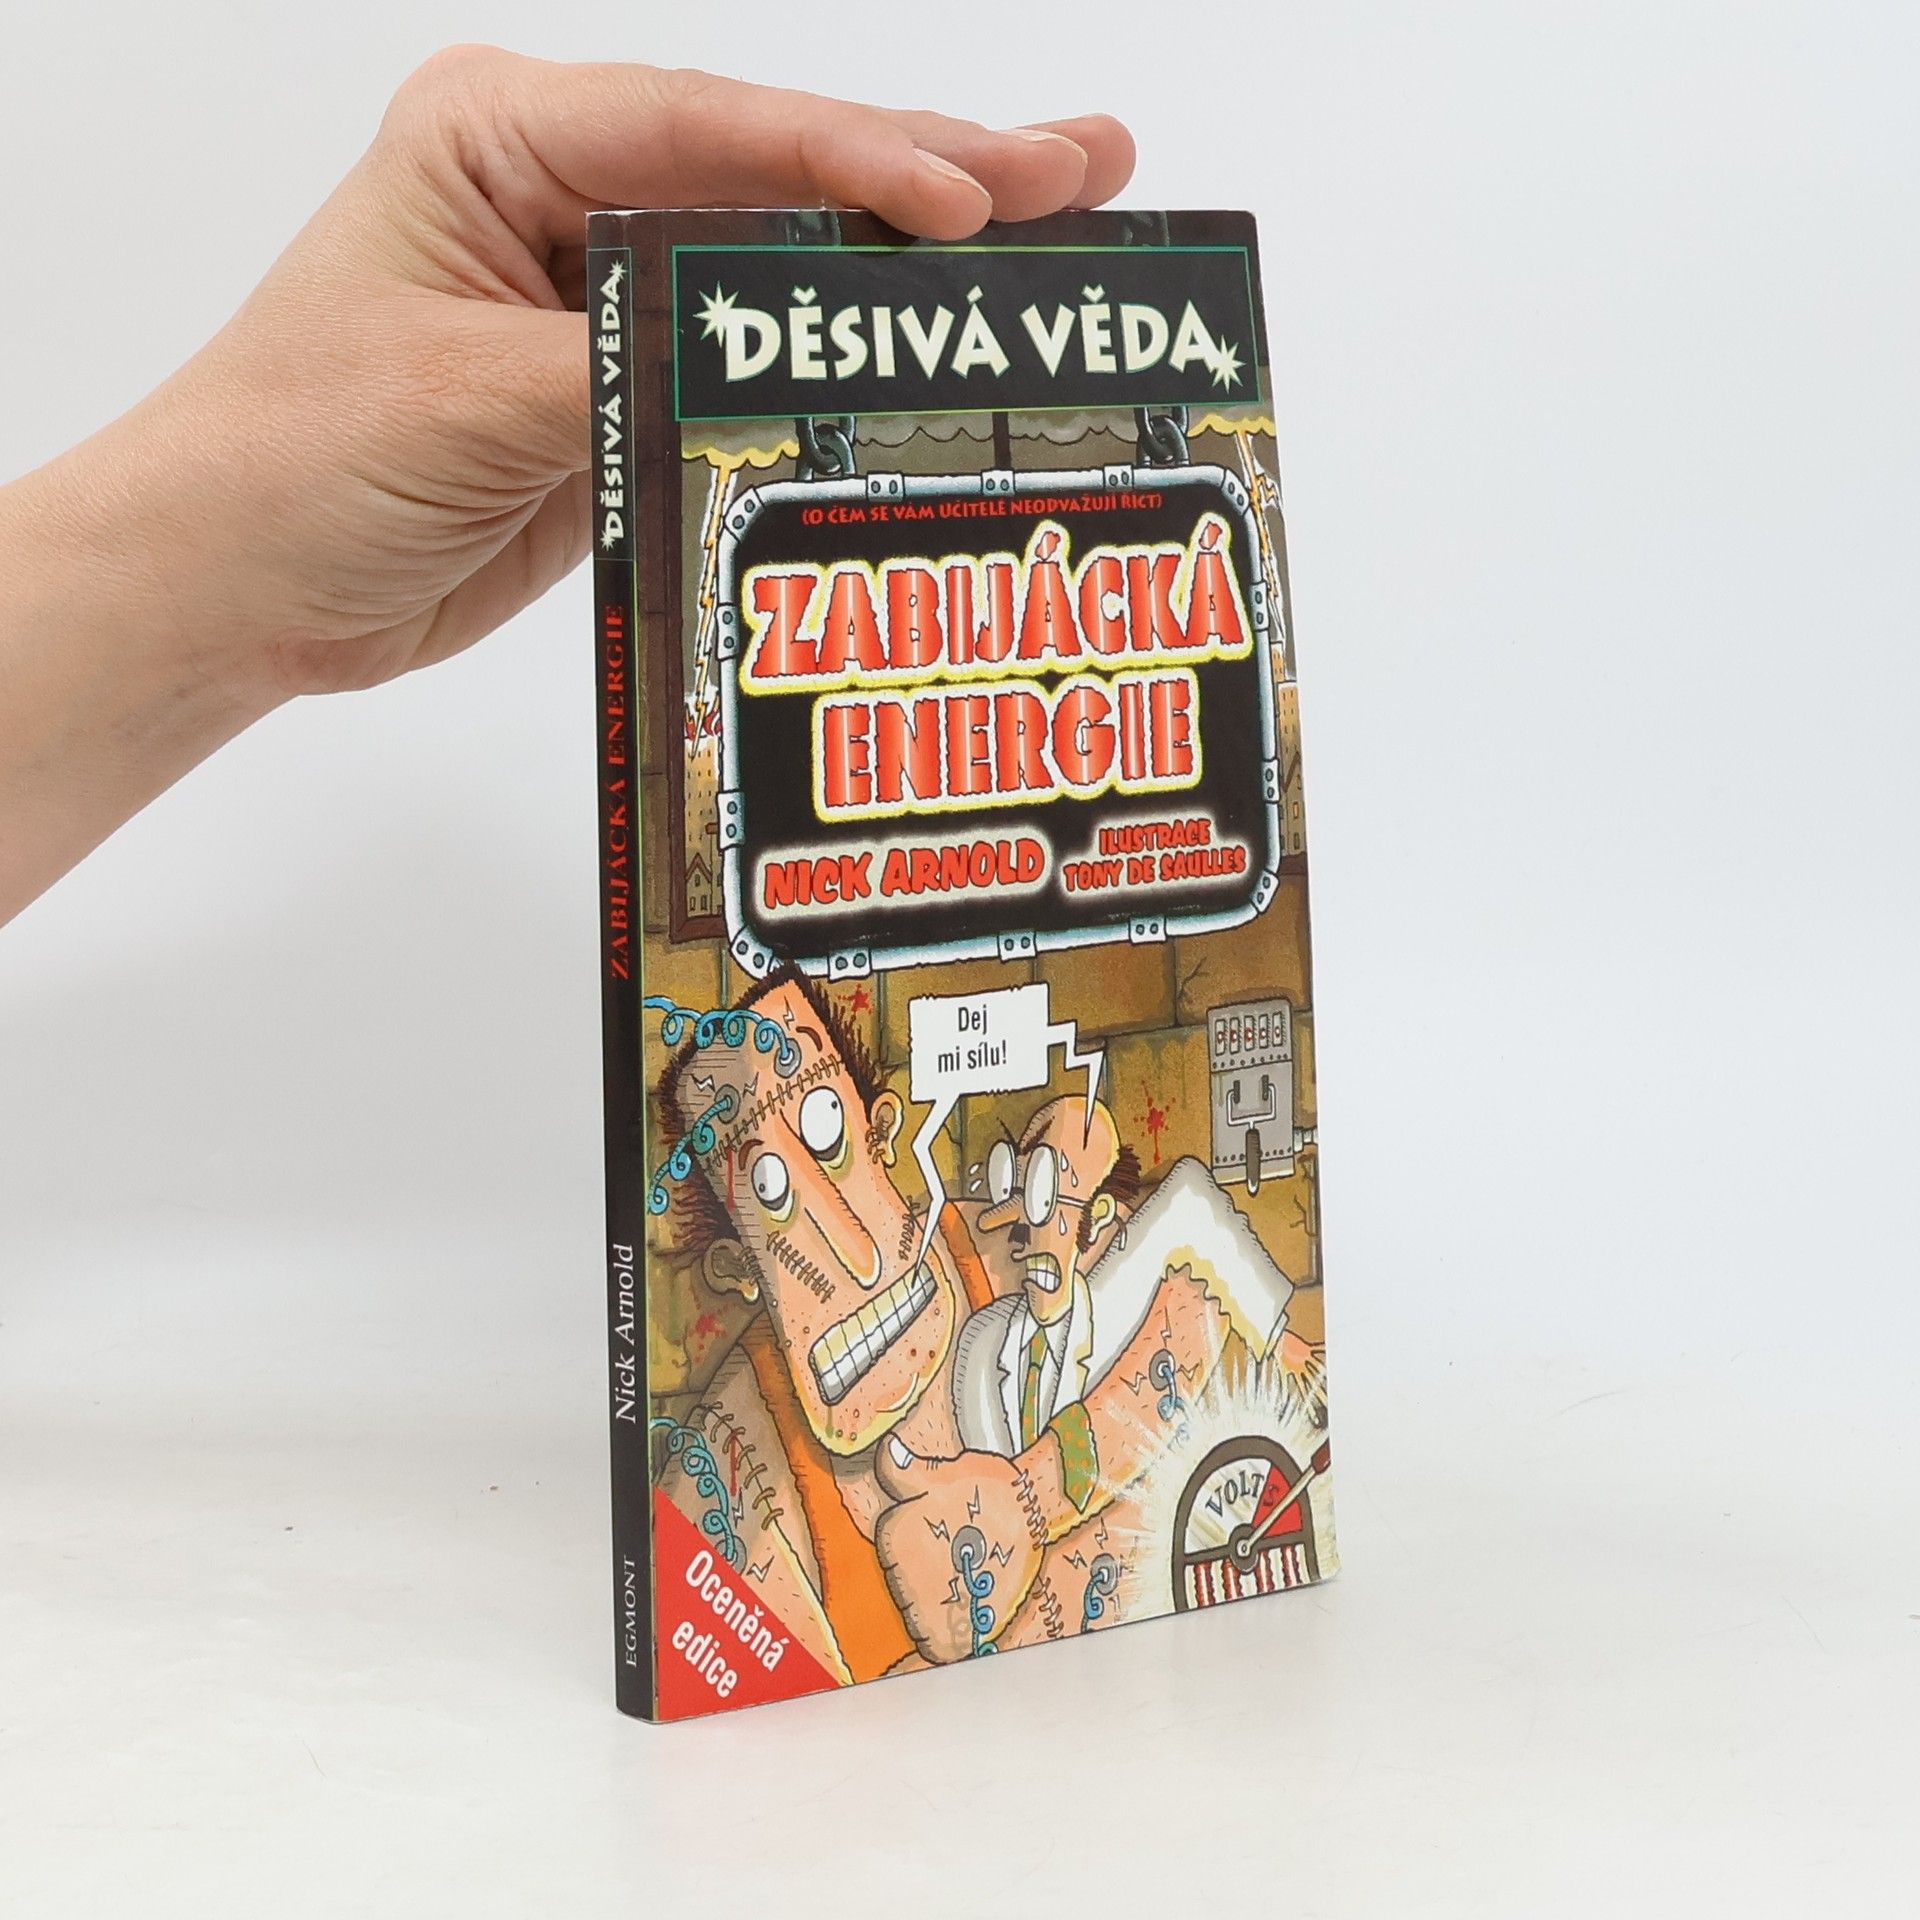 DĚSIVÁ VĚDA
(O ČEM SE VÁM UČITELÉ NEODVAŽUJÍ ŘÍCT)
ZABIJÁCKÁ
ENERGIE
NICK ARNOLD
ILUSTRACE
TONY DE SAULLES
Dej
mi sílu!
VOLTS
Oceněná
edice
DĚSIVÁ VĚDA
ZABIJÁCKÁ ENERGIE
Nick Arnold
EGMONT